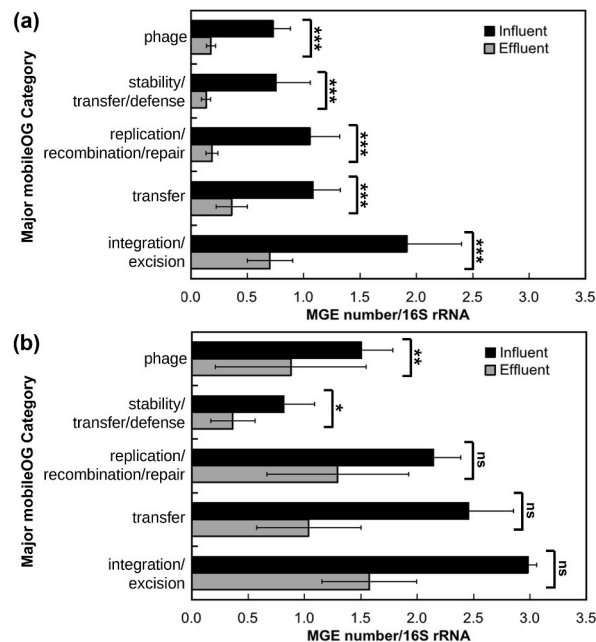 (a)
Major mobileOG Category
phage
stability/
transfer/defense
replication/
recombination/repair
transfer
integration/
excision
Influent
Effluent
***
***
***
***
***
0.0 0.5 1.0 1.5 2.0 2.5 3.0 3.5
MGE number/16S rRNA
(b)
Major mobileOG Category
phage
stability/
transfer/defense
replication/
recombination/repair
transfer
integration/
excision
Influent
Effluent
**
*
ns
ns
ns
0.0 0.5 1.0 1.5 2.0 2.5 3.0 3.5
MGE number/16S rRNA